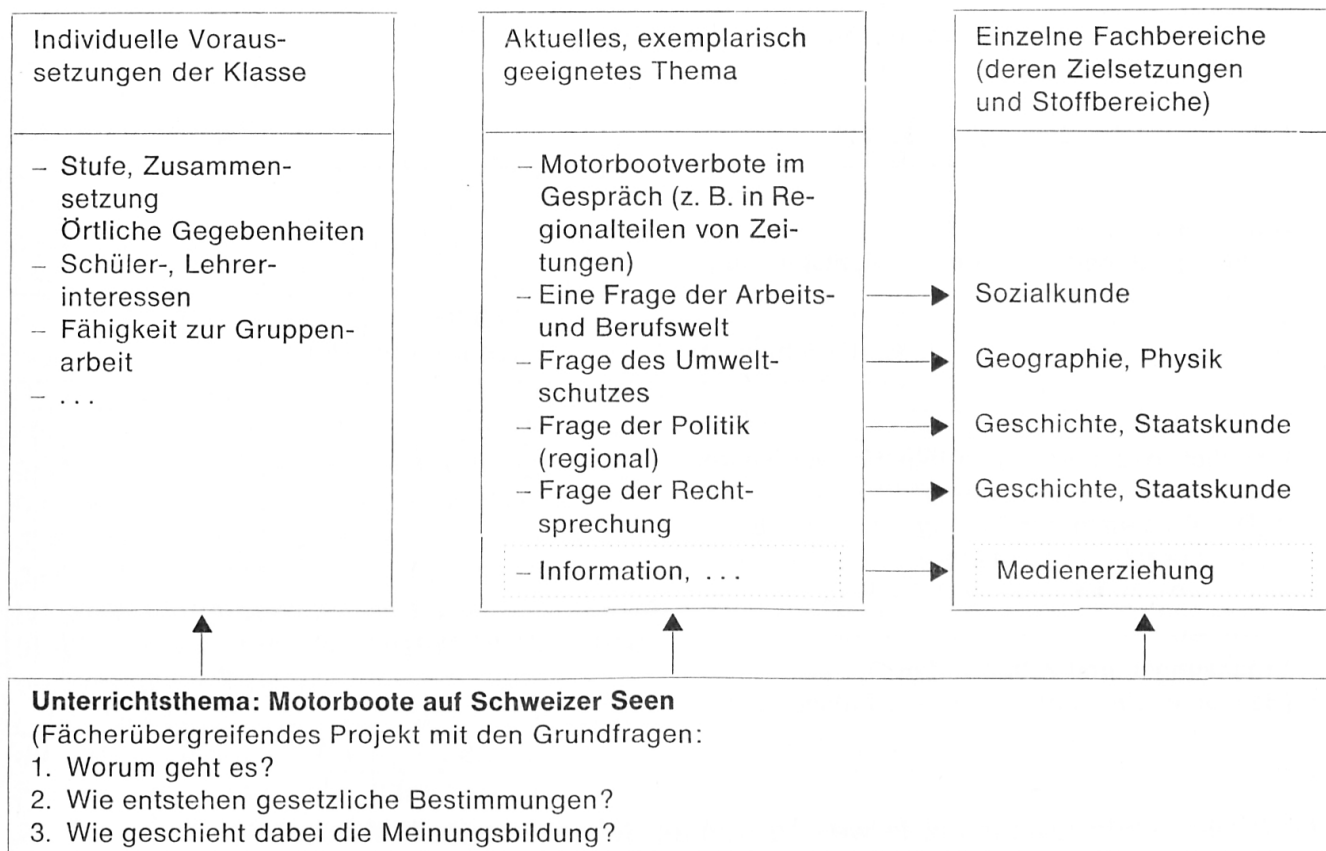 Individuelle Voraus-
setzungen der Klasse
– Stufe, Zusammen-
setzung
Örtliche Gegebenheiten
– Schüler-, Lehrer-
interessen
– Fähigkeit zur Gruppen-
arbeit
– . . .
Aktuelles, exemplarisch
geeignetes Thema
– Motorbootverbote im
Gespräch (z. B. in Re-
gionalteilen von Zei-
tungen)
– Eine Frage der Arbeits-
und Berufswelt
– Frage des Umwelt-
schutzes
– Frage der Politik
(regional)
– Frage der Recht-
sprechung
– Information, . . .
Einzelne Fachbereiche
(deren Zielsetzungen
und Stoffbereiche)
Sozialkunde
Geographie, Physik
Geschichte, Staatskunde
Geschichte, Staatskunde
Medienerziehung
Unterrichtsthema: Motorboote auf Schweizer Seen
(Fächerübergreifendes Projekt mit den Grundfragen:
1. Worum geht es?
2. Wie entstehen gesetzliche Bestimmungen?
3. Wie geschieht dabei die Meinungsbildung?